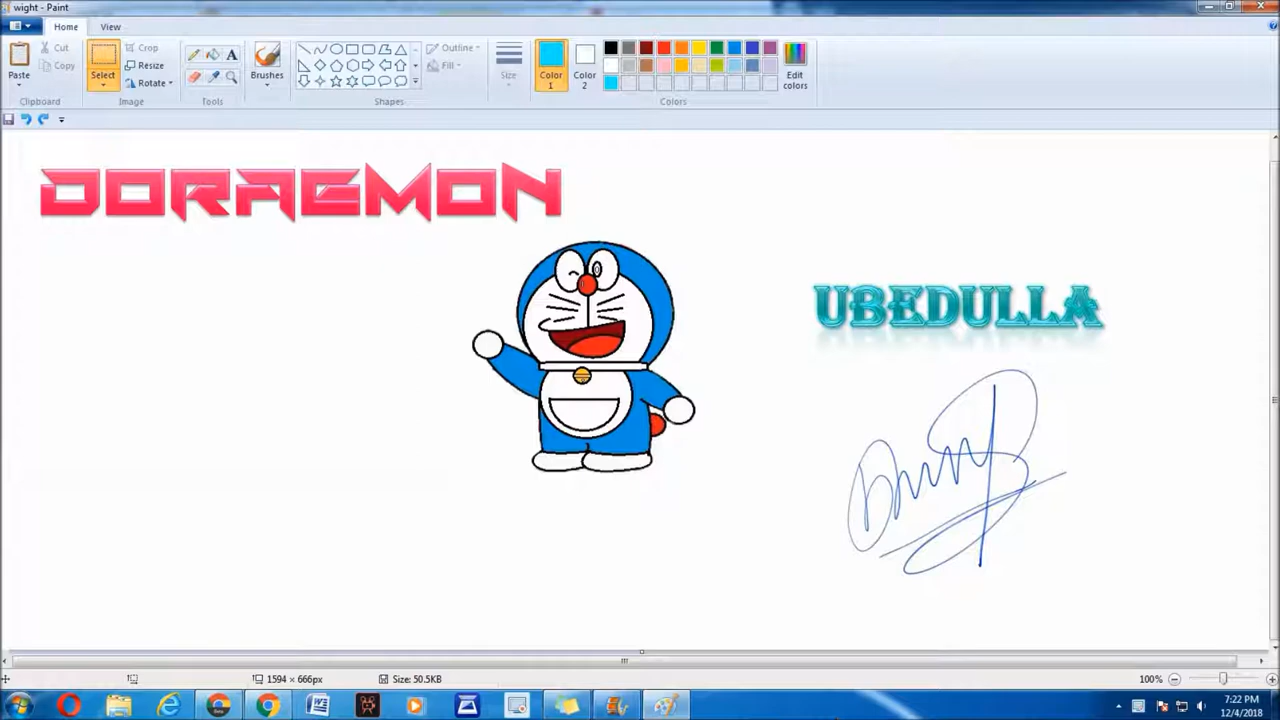 wight - Paint
Home
View
Paste
Cut
Copy
Clipboard
Select
Crop
Resize
Rotate
Image
A
Tools
Brushes
Outline
Fill
Shapes
Size
Color 1
Color 2
Edit colors
Colors
DORAEMON
UBEDULLA
1594 × 666px
Size: 50.5KB
100%
7:22 PM
12/4/2018